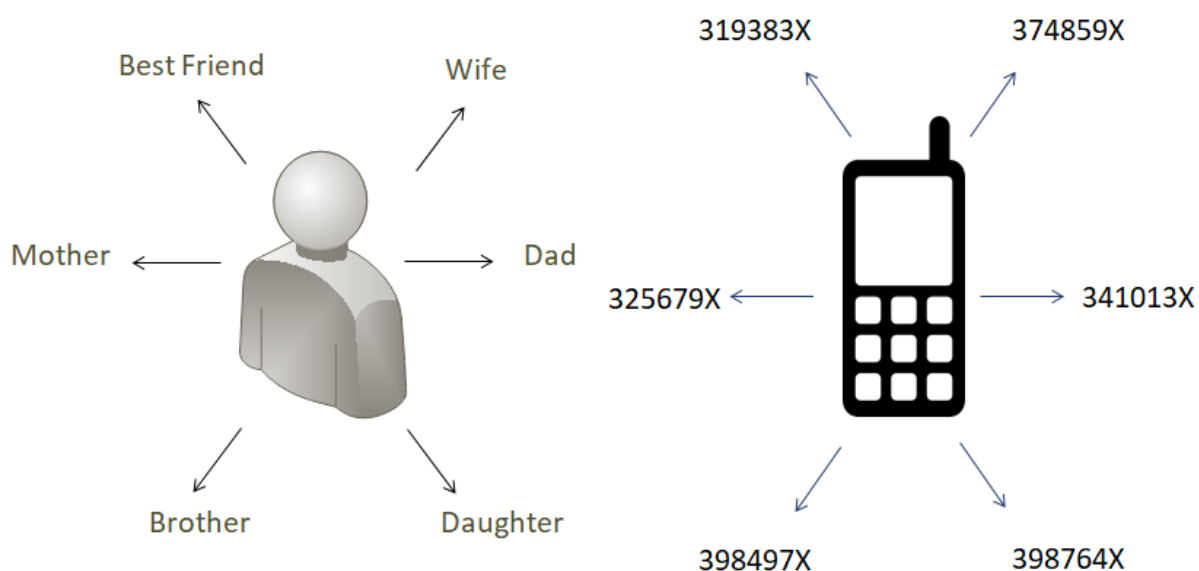 Best Friend
Wife
Mother
Dad
Brother
Daughter
319383X
374859X
325679X
341013X
398497X
398764X